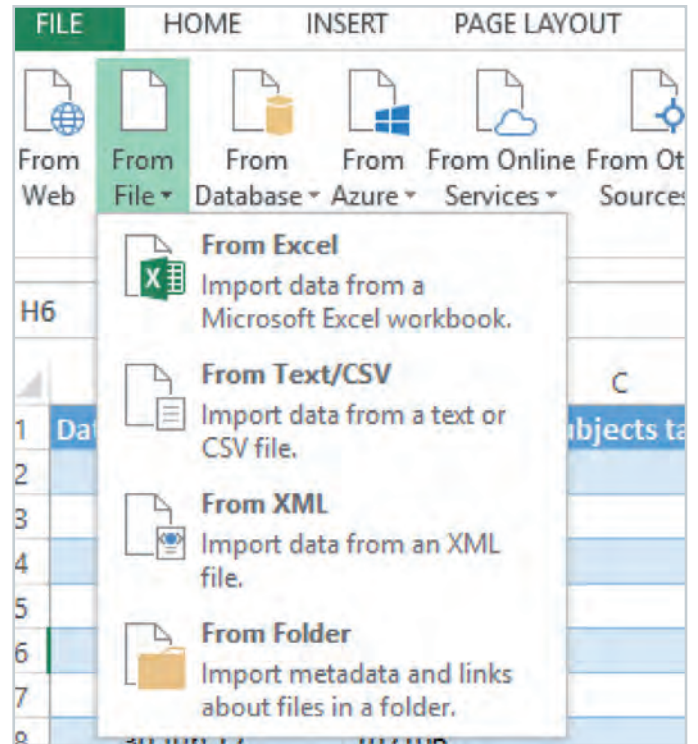 FILE HOME INSERT PAGE LAYOUT
From From From From From Online From Ot
Web File Database Azure Services Sources
From Excel
Import data from a
Microsoft Excel workbook.
H6
From Text/CSV
C
Import data from a text or
CSV file.
1 Dat bjects ta
2
From XML
3
Import data from an XML
file.
4
5
From Folder
6
Import metadata and links
about files in a folder.
7
8